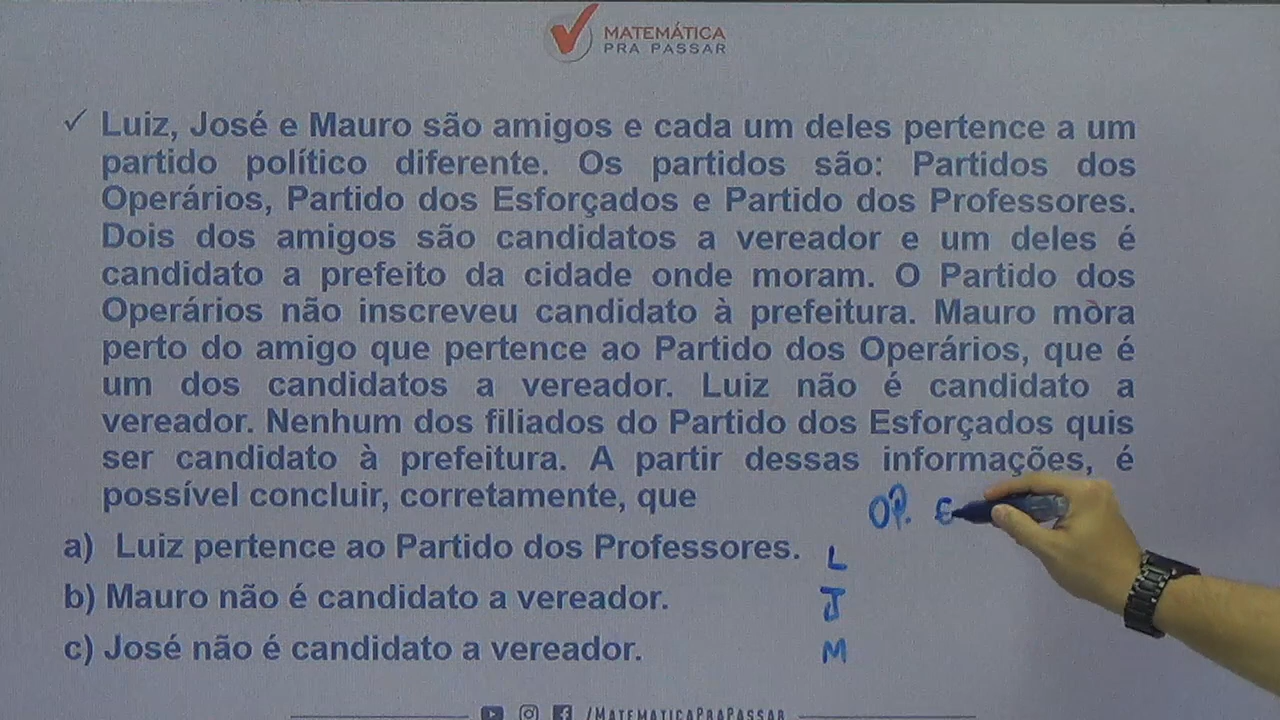 MATEMÁTICA
PRA PASSAR
✓ Luiz, José e Mauro são amigos e cada um deles pertence a um
partido político diferente. Os partidos são: Partidos dos
Operários, Partido dos Esforçados e Partido dos Professores.
Dois dos amigos são candidatos a vereador e um deles é
candidato a prefeito da cidade onde moram. O Partido dos
Operários não inscreveu candidato à prefeitura. Mauro mora
perto do amigo que pertence ao Partido dos Operários, que é
um dos candidatos a vereador. Luiz não é candidato a
vereador. Nenhum dos filiados do Partido dos Esforçados quis
ser candidato à prefeitura. A partir dessas informações, é
possível concluir, corretamente, que
OP. E
a) Luiz pertence ao Partido dos Professores.
L
b) Mauro não é candidato a vereador.
J
c) José não é candidato a vereador.
M
/MATEMATICAPRAPASSAR